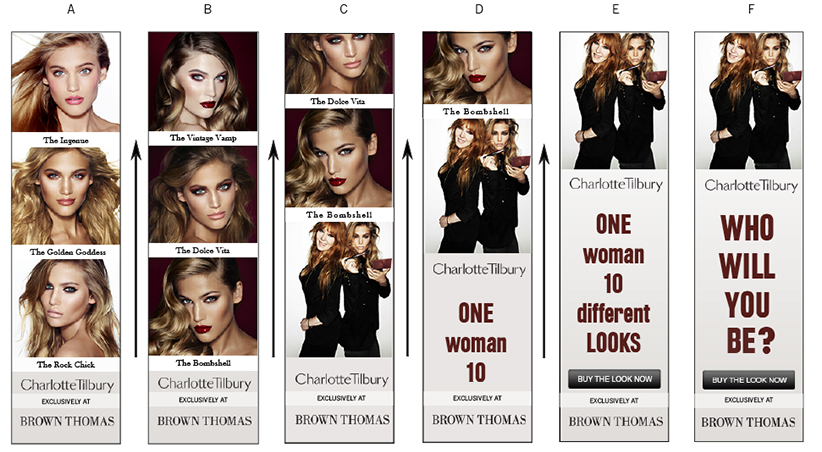 A
B
C
D
E
F
The Ingenue
The Golden Goddess
The Rock Chick
CharlotteTilbury
EXCLUSIVELY AT
BROWN THOMAS
The Vintage Vamp
The Dolce Vita
The Bombshell
CharlotteTilbury
EXCLUSIVELY AT
BROWN THOMAS
The Dolce Vita
The Bombshell
CharlotteTilbury
EXCLUSIVELY AT
BROWN THOMAS
The Bombshell
CharlotteTilbury
ONE
woman
10
EXCLUSIVELY AT
BROWN THOMAS
CharlotteTilbury
ONE
woman
10
different
LOOKS
BUY THE LOOK NOW
EXCLUSIVELY AT
BROWN THOMAS
CharlotteTilbury
WHO
WILL
YOU
BE?
BUY THE LOOK NOW
EXCLUSIVELY AT
BROWN THOMAS